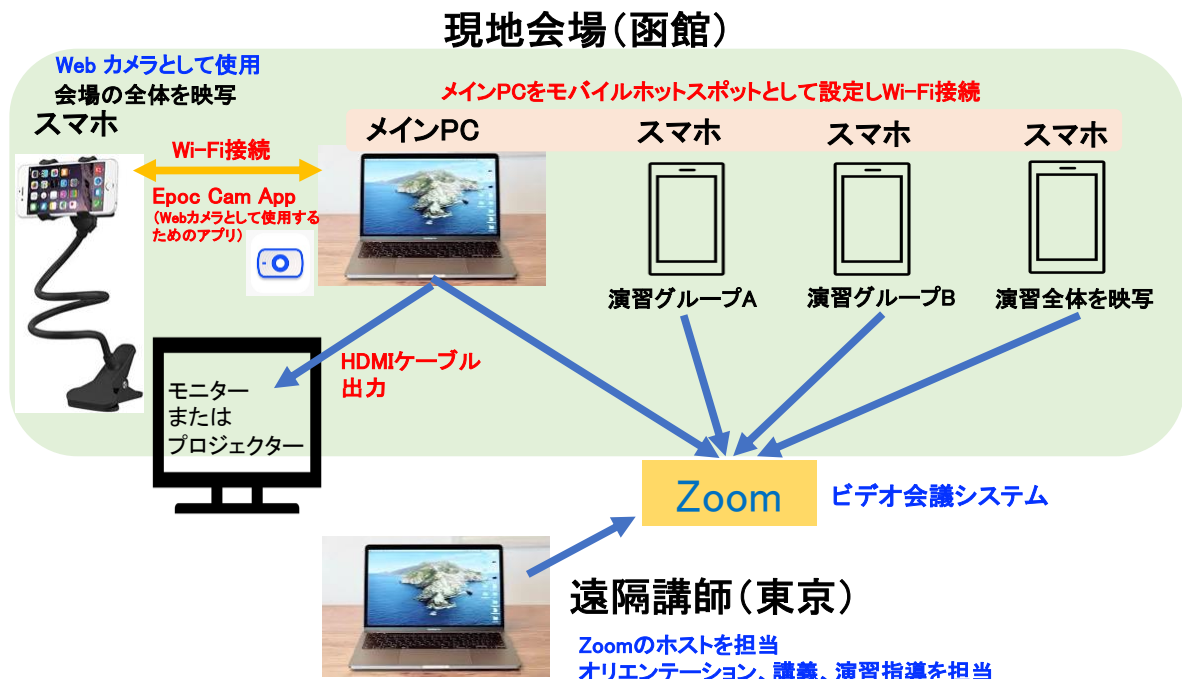 現地会場(函館)
Web カメラとして使用
会場の全体を映写
スマホ
メインPCをモバイルホットスポットとして設定しWi-Fi接続
メインPC
スマホ
スマホ
スマホ
Wi-Fi接続
Epoc Cam App
(Webカメラとして使用する
ためのアプリ)
演習グループA
演習グループB
演習全体を映写
HDMIケーブル
出力
モニター
または
プロジェクター
Zoom
ビデオ会議システム
遠隔講師(東京)
Zoomのホストを担当
オリエンテーション、講義、演習指導を担当